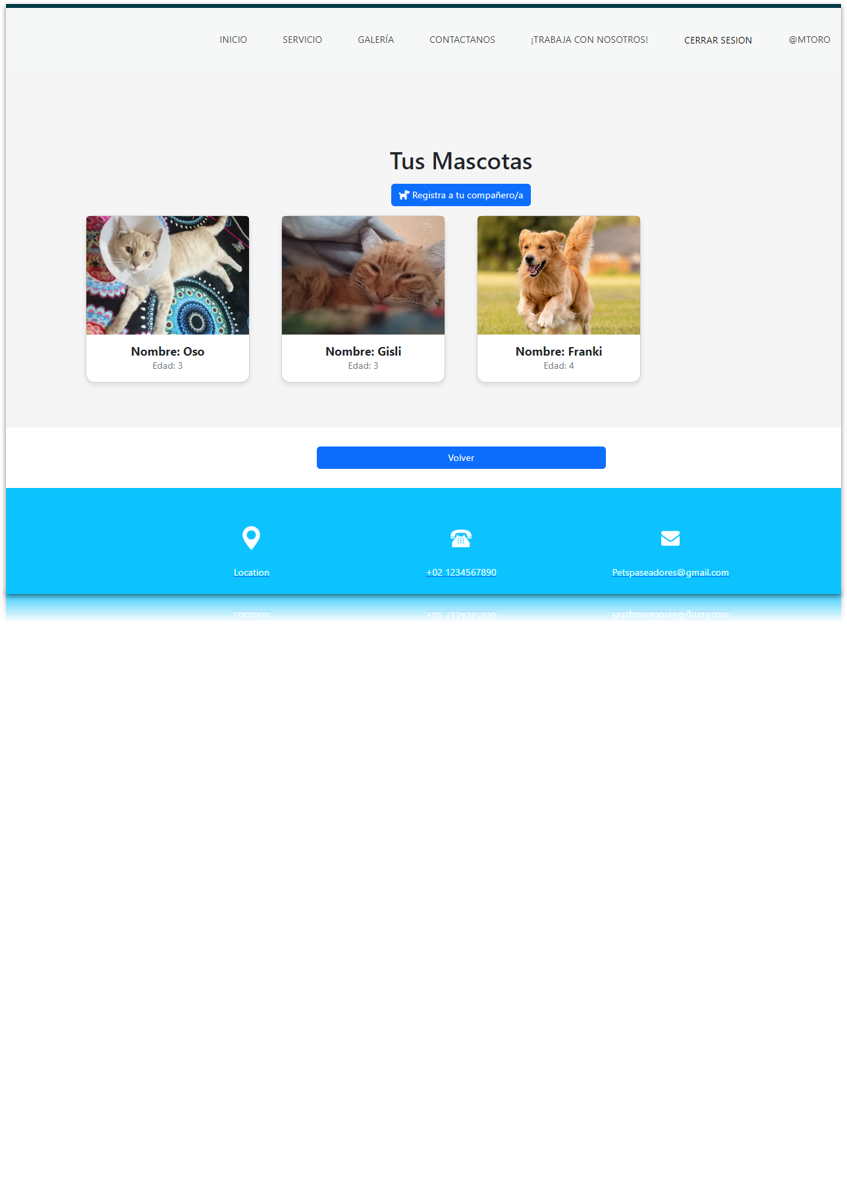 INICIO SERVICIO GALERÍA CONTACTANOS ¡TRABAJA CON NOSOTROS! CERRAR SESION @MTORO
Tus Mascotas
Registra a tu compañero/a
Nombre: Oso
Edad: 3
Nombre: Gisli
Edad: 3
Nombre: Franki
Edad: 4
Volver
Location
+02 1234567890
Petspaseadores@gmail.com